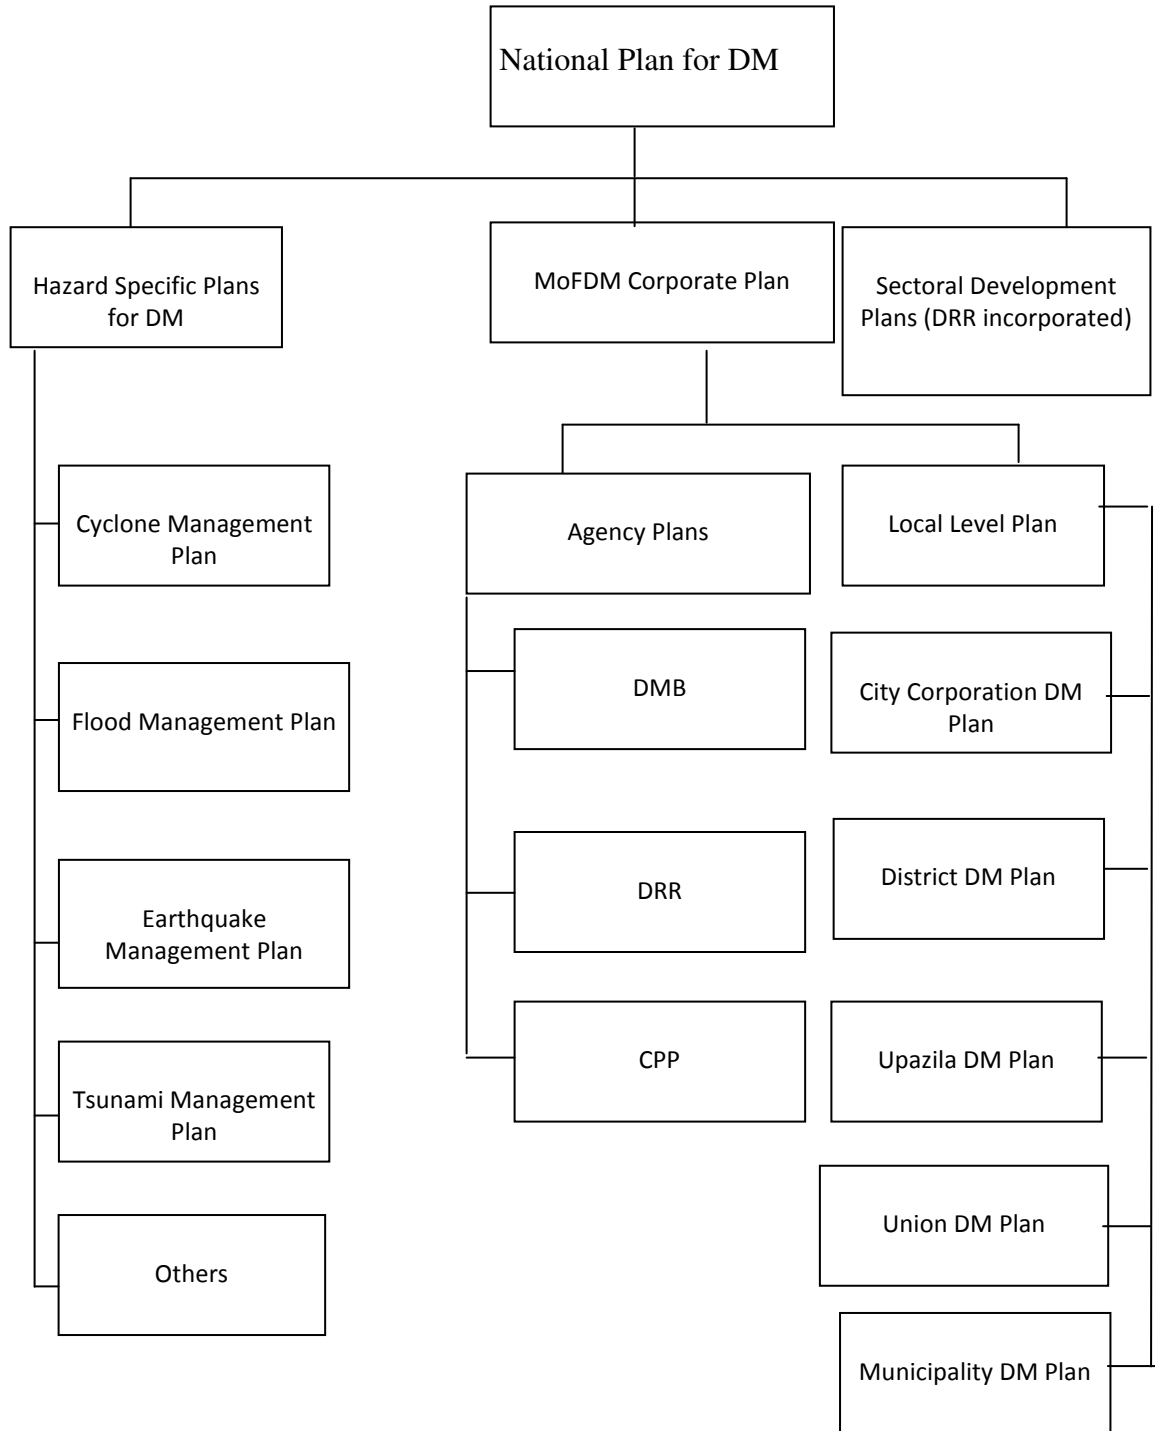 National Plan for DM
Hazard Specific Plans
for DM
MoFDM Corporate Plan
Sectoral Development
Plans (DRR incorporated)
Cyclone Management
Plan
Flood Management Plan
Earthquake
Management Plan
Tsunami Management
Plan
Others
Agency Plans
DMB
DRR
CPP
Local Level Plan
City Corporation DM
Plan
District DM Plan
Upazila DM Plan
Union DM Plan
Municipality DM Plan